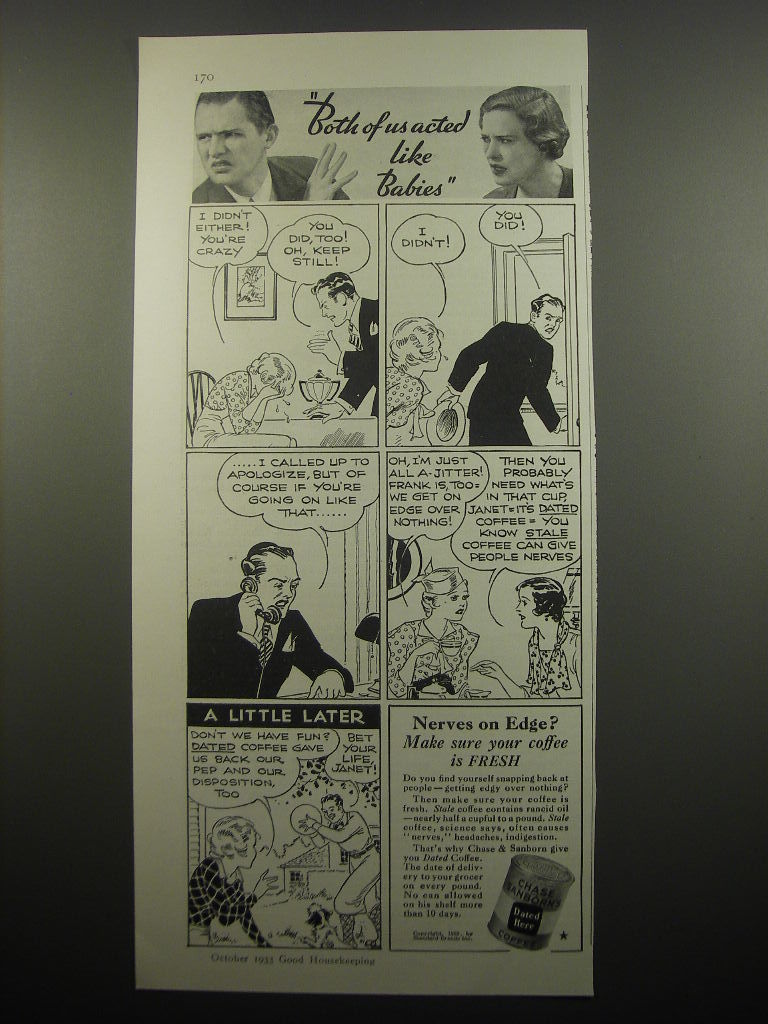 170
"Both of us acted
like
Babies"
I DIDN'T
EITHER!
YOU'RE
CRAZY
YOU
DID, TOO!
OH, KEEP
STILL!
I
DIDN'T!
YOU
DID!
.....I CALLED UP TO
APOLOGIZE, BUT OF
COURSE IF YOU'RE
GOING ON LIKE
THAT......
OH, I'M JUST
ALL A-JITTER!
FRANK IS, TOO-
WE GET ON
EDGE OVER
NOTHING!
THEN YOU
PROBABLY
NEED WHAT'S
IN THAT CUP,
JANET=IT'S DATED
COFFEE = YOU
KNOW STALE
COFFEE CAN GIVE
PEOPLE NERVES
A LITTLE LATER
DON'T WE HAVE FUN?
DATED COFFEE GAVE
US BACK OUR
PEP AND OUR
DISPOSITION,
TOO
BET
YOUR
LIFE,
JANET!
Nerves on Edge?
Make sure your coffee
is FRESH
Do you find yourself snapping back at
people—getting edgy over nothing?
Then make sure your coffee is
fresh. Stale coffee contains rancid oil
—nearly half a cupful to a pound. Stale
coffee, science says, often causes
"nerves," headaches, indigestion.
That's why Chase & Sanborn give
you Dated Coffee.
The date of deliv-
ery to your grocer
on every pound.
No can allowed
on his shelf more
than 10 days.
CHASE
SANBORN'S
Dated
Here
COFFEE
Copyright, 1933, by
Standard Brands Inc.
October 1933 Good Housekeeping